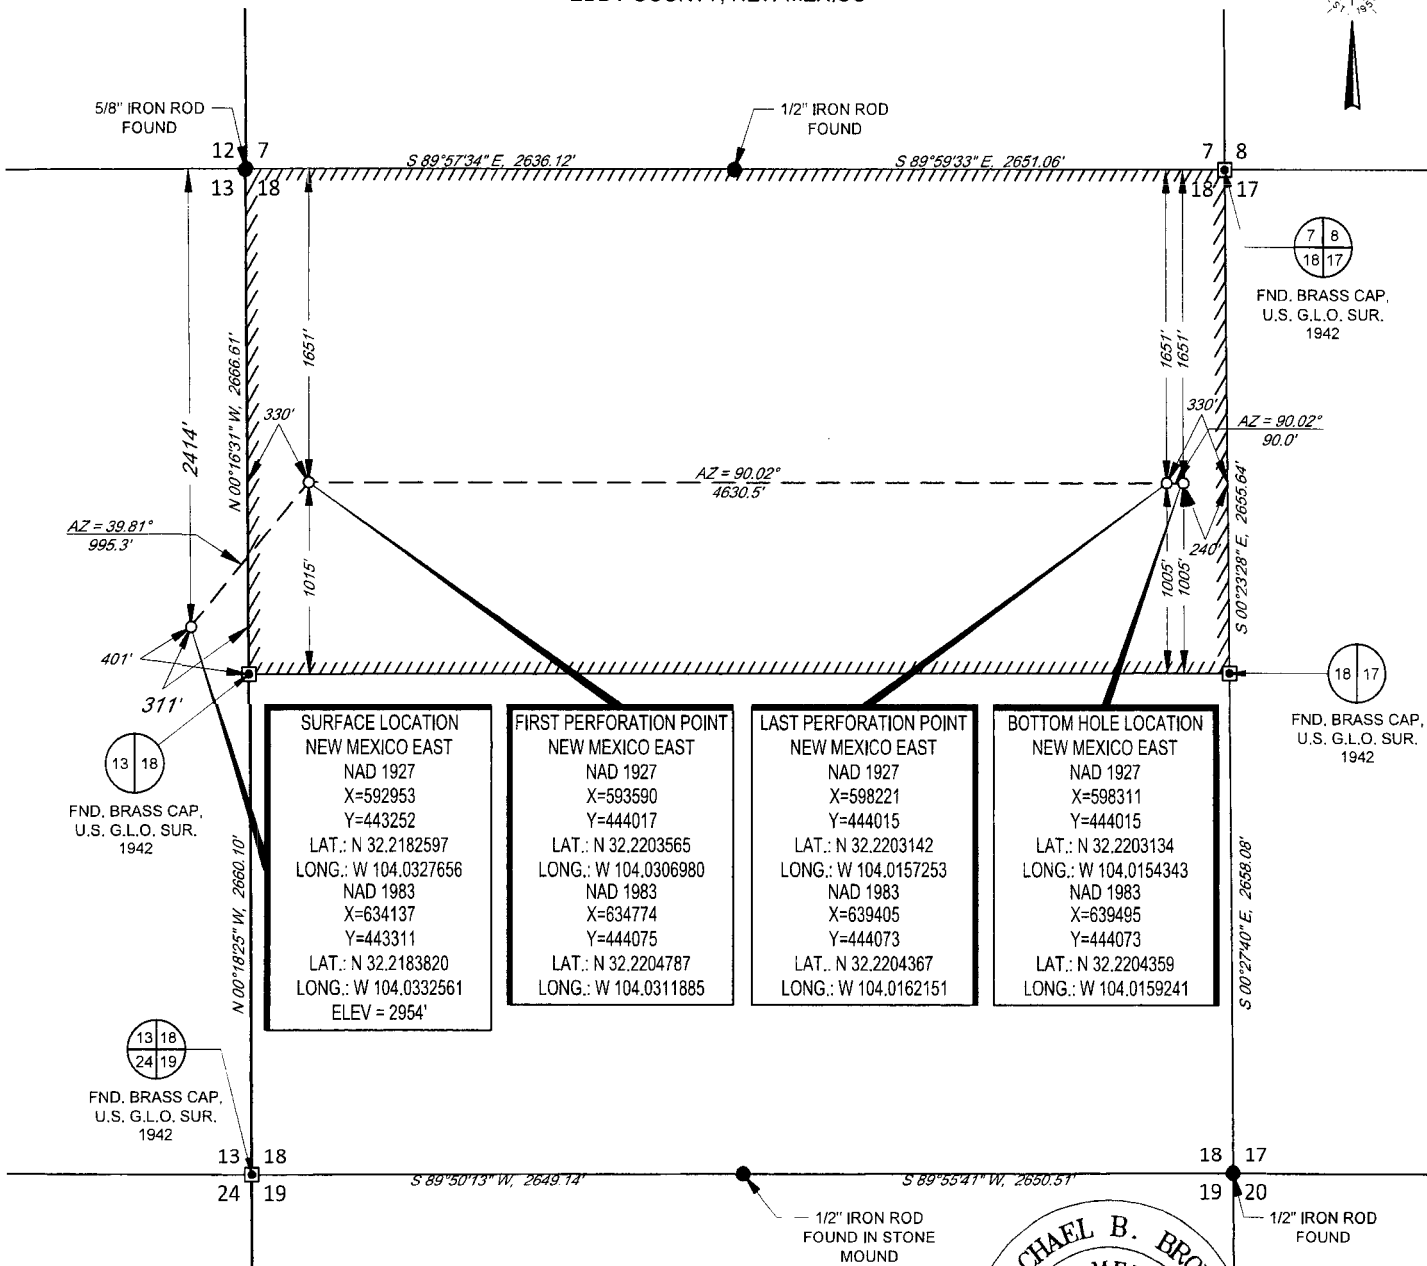 5/8" IRON ROD
FOUND
1/2" IRON ROD
FOUND
12 7
13 18
S 89°57'34" E, 2636.12'
S 89°59'33" E, 2651.06'
7 8
18 17
7 8
18 17
FND. BRASS CAP,
U.S. G.L.O. SUR.
1942
2414'
N 00°16'31" W, 2666.61'
1651'
330'
1651'
1651'
330'
AZ = 90.02°
90.0'
AZ = 90.02°
4630.5'
AZ = 39.81°
995.3'
1015'
1005'
1005'
240'
S 00°23'28" E, 2655.64'
401'
311'
13 18
FND. BRASS CAP,
U.S. G.L.O. SUR.
1942
18 17
FND. BRASS CAP,
U.S. G.L.O. SUR.
1942
SURFACE LOCATION
NEW MEXICO EAST
NAD 1927
X=592953
Y=443252
LAT.: N 32.2182597
LONG.: W 104.0327656
NAD 1983
X=634137
Y=443311
LAT.: N 32.2183820
LONG.: W 104.0332561
ELEV = 2954'
FIRST PERFORATION POINT
NEW MEXICO EAST
NAD 1927
X=593590
Y=444017
LAT.: N 32.2203565
LONG.: W 104.0306980
NAD 1983
X=634774
Y=444075
LAT.: N 32.2204787
LONG.: W 104.0311885
LAST PERFORATION POINT
NEW MEXICO EAST
NAD 1927
X=598221
Y=444015
LAT.: N 32.2203142
LONG.: W 104.0157253
NAD 1983
X=639405
Y=444073
LAT.: N 32.2204367
LONG.: W 104.0162151
BOTTOM HOLE LOCATION
NEW MEXICO EAST
NAD 1927
X=598311
Y=444015
LAT.: N 32.2203134
LONG.: W 104.0154343
NAD 1983
X=639495
Y=444073
LAT.: N 32.2204359
LONG.: W 104.0159241
N 00°18'25" W, 2660.10'
S 00°27'40" E, 2658.08'
13 18
24 19
FND. BRASS CAP,
U.S. G.L.O. SUR.
1942
13 18
24 19
S 89°50'13" W, 2649.14'
S 89°55'41" W, 2650.51'
18 17
19 20
1/2" IRON ROD
FOUND IN STONE
MOUND
1/2" IRON ROD
FOUND
CHAEL B. BRO